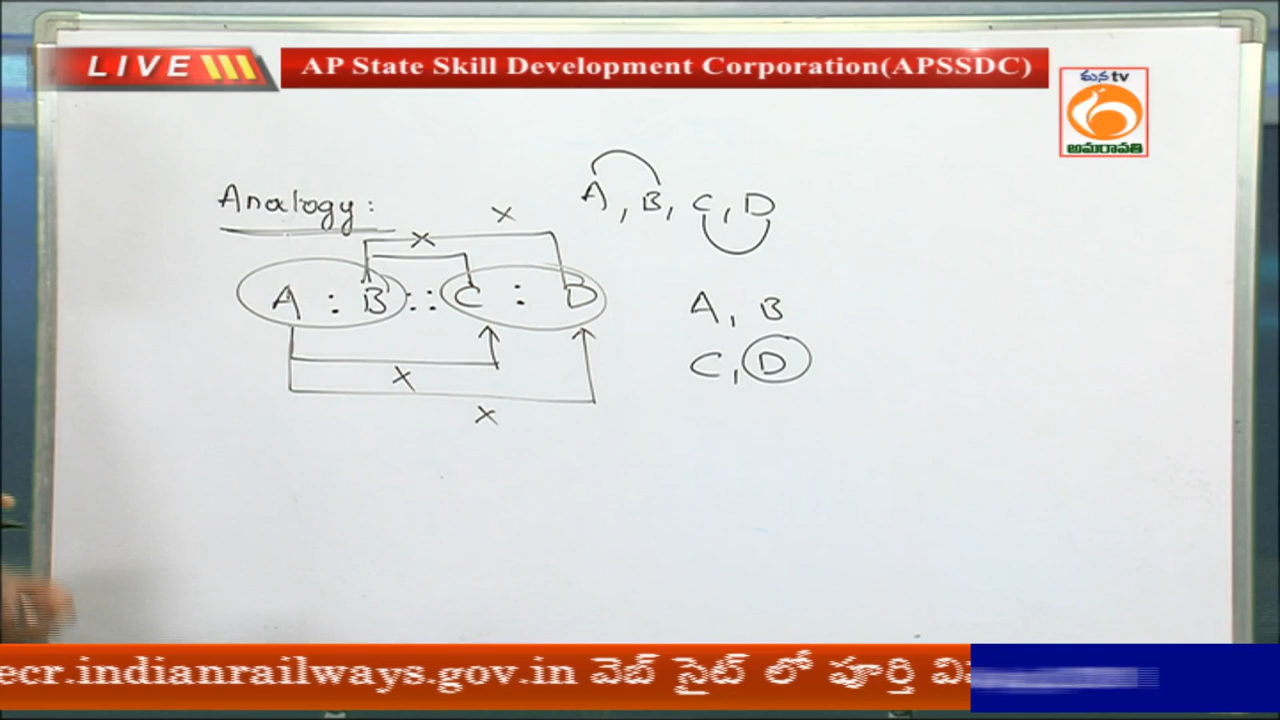 LIVE
AP State Skill Development Corporation(APSSDC)
మన tv
అమరావతి
Analogy:
A : B :: C : D
x
x
x
x
A, B, C, D
A, B
C, D
ecr.indianrailways.gov.in వెబ్ సైట్ లో పూర్తి